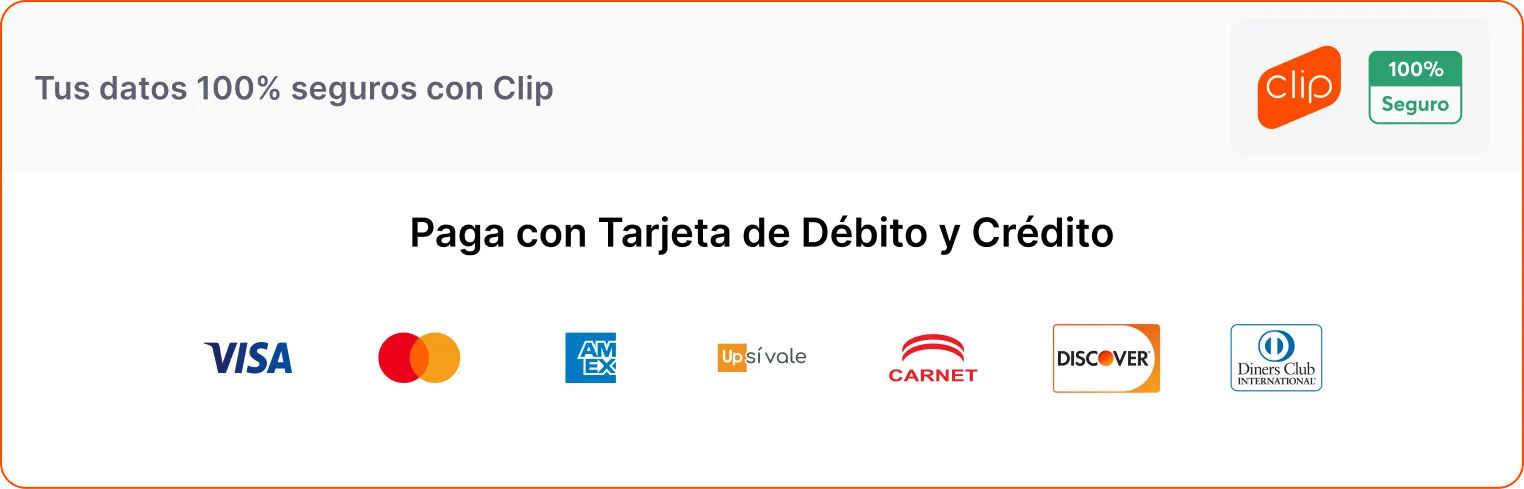 Tus datos 100% seguros con Clip
clip
100%
Seguro
Paga con Tarjeta de Débito y Crédito
VISA
AM
EX
Up sí vale
CARNET
DISCOVER
Diners Club
INTERNATIONAL